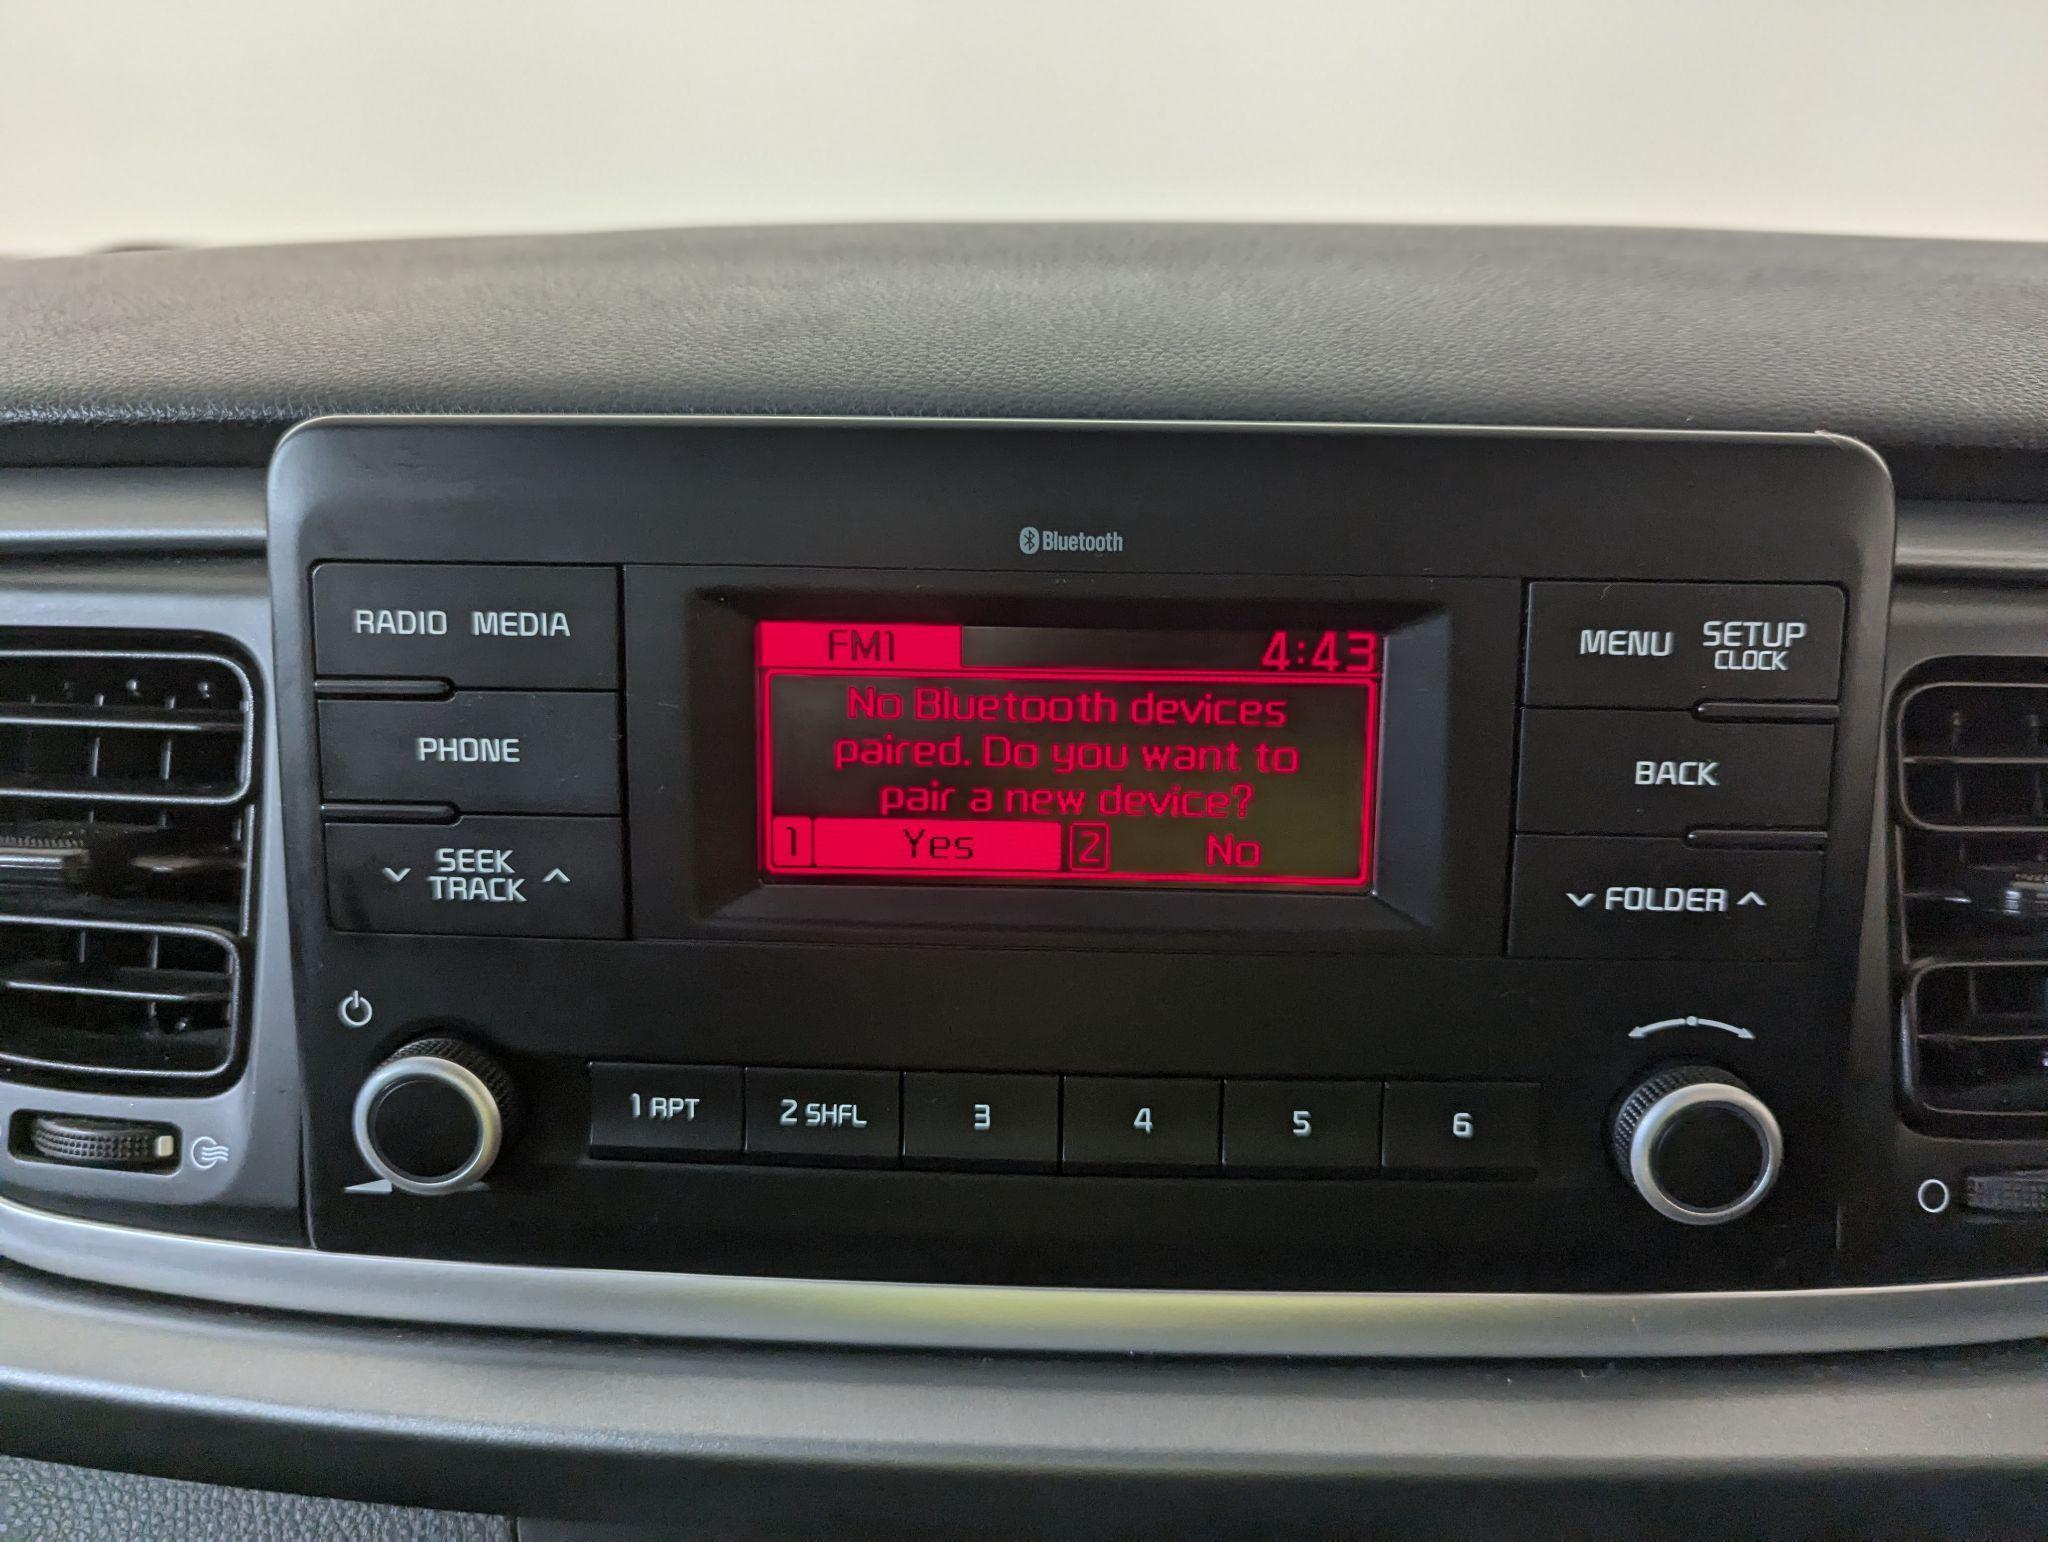 Bluetooth
RADIO MEDIA
PHONE
SEEK
TRACK
FM1 4:43
No Bluetooth devices
paired. Do you want to
pair a new device?
1 Yes 2 No
MENU SETUP
CLOCK
BACK
FOLDER
1 RPT 2 SHFL 3 4 5 6